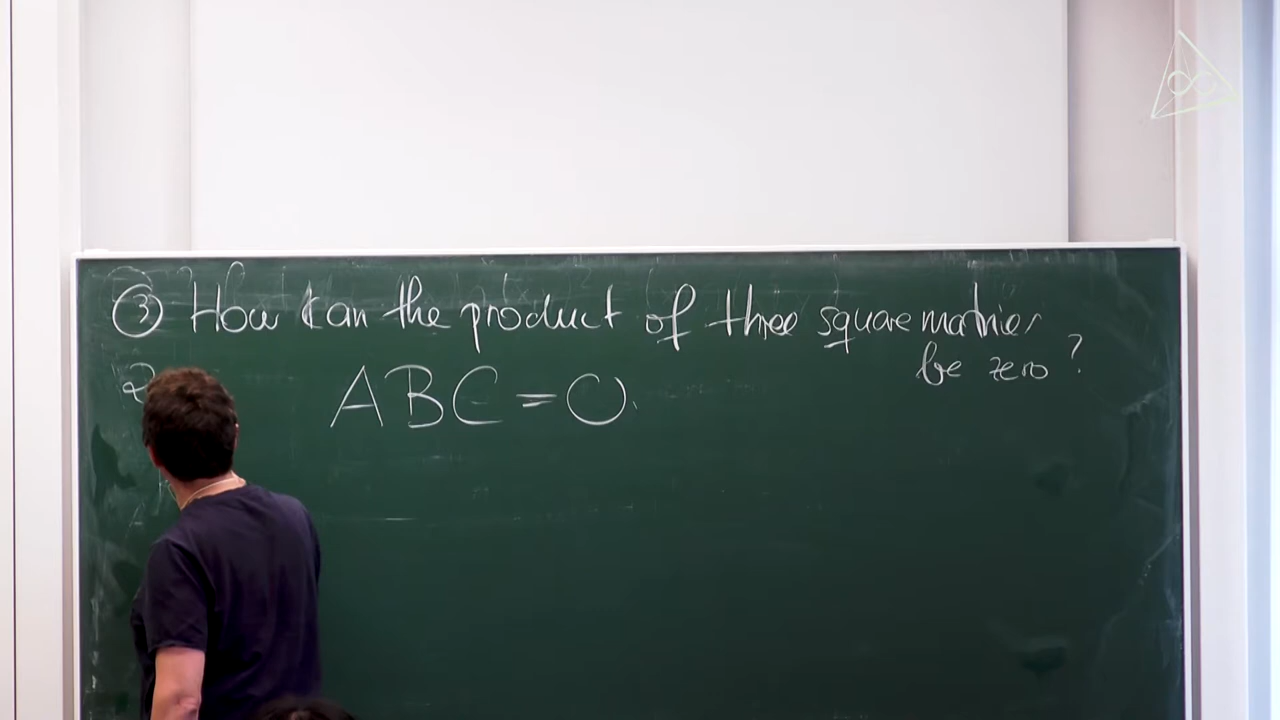 ③ How can the product of three square matrices
be zero?
ABC = 0.